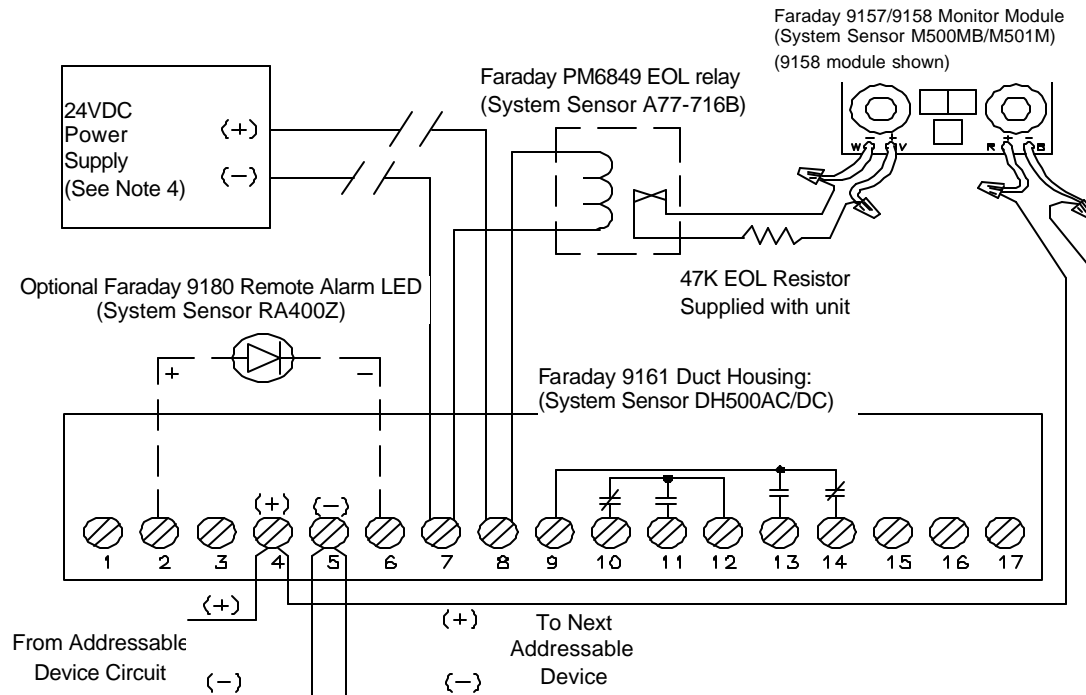 Faraday 9157/9158 Monitor Module
(System Sensor M500MB/M501M)
(9158 module shown)
Faraday PM6849 EOL relay
(System Sensor A77-716B)
24VDC
Power
Supply
(See Note 4)
(+)
(-)
W - + V R + - B
47K EOL Resistor
Supplied with unit
Optional Faraday 9180 Remote Alarm LED
(System Sensor RA400Z)
+ -
Faraday 9161 Duct Housing:
(System Sensor DH500AC/DC)
(+) (-)
1 2 3 4 5 6 7 8 9 10 11 12 13 14 15 16 17
From Addressable
Device Circuit
(+)
(-)
(+)
(-)
To Next
Addressable
Device